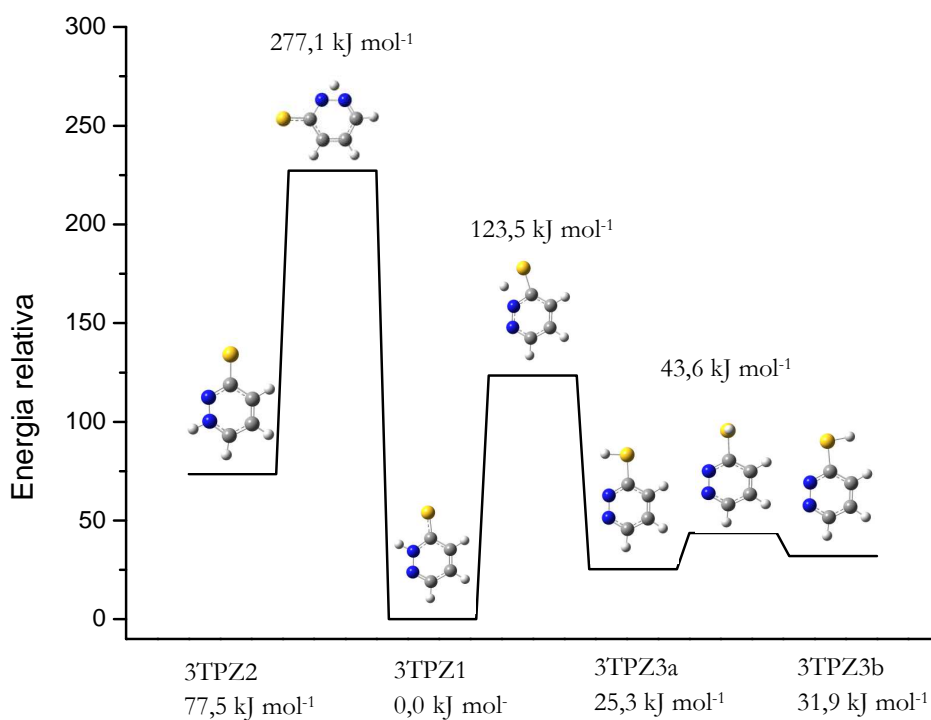 300
250
200
150
100
50
0
Energia relativa
277,1 kJ mol⁻¹
123,5 kJ mol⁻¹
43,6 kJ mol⁻¹
3TPZ2
77,5 kJ mol⁻¹
3TPZ1
0,0 kJ mol⁻
3TPZ3a
25,3 kJ mol⁻¹
3TPZ3b
31,9 kJ mol⁻¹